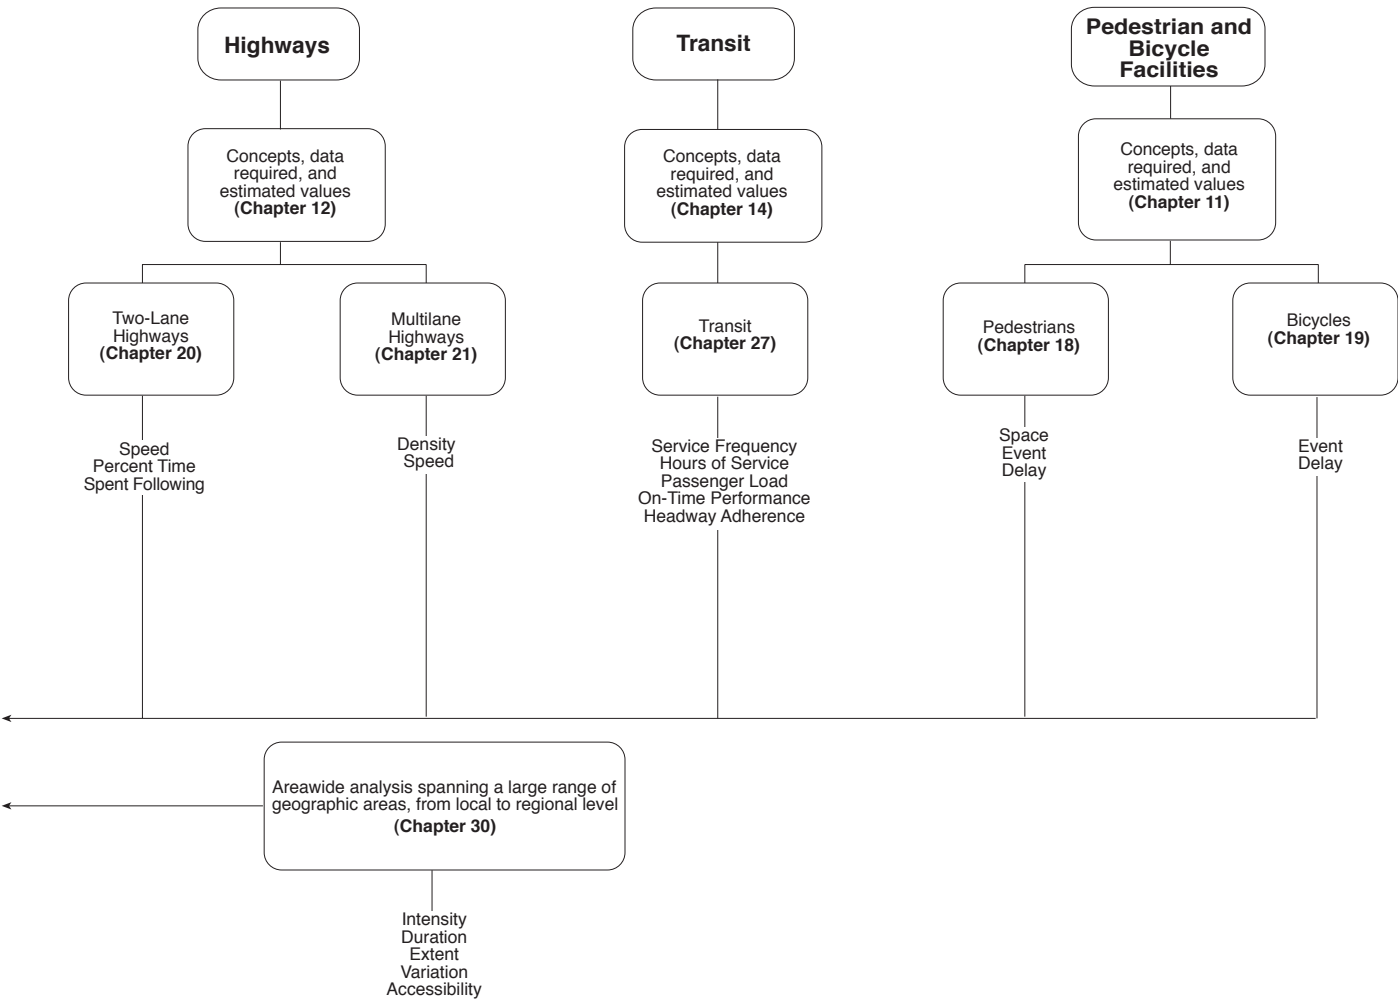 Highways
Transit
Pedestrian and
Bicycle
Facilities
Concepts, data
required, and
estimated values
(Chapter 12)
Concepts, data
required, and
estimated values
(Chapter 14)
Concepts, data
required, and
estimated values
(Chapter 11)
Two-Lane
Highways
(Chapter 20)
Multilane
Highways
(Chapter 21)
Transit
(Chapter 27)
Pedestrians
(Chapter 18)
Bicycles
(Chapter 19)
Speed
Percent Time
Spent Following
Density
Speed
Service Frequency
Hours of Service
Passenger Load
On-Time Performance
Headway Adherence
Space
Event
Delay
Event
Delay
Areawide analysis spanning a large range of
geographic areas, from local to regional level
(Chapter 30)
Intensity
Duration
Extent
Variation
Accessibility